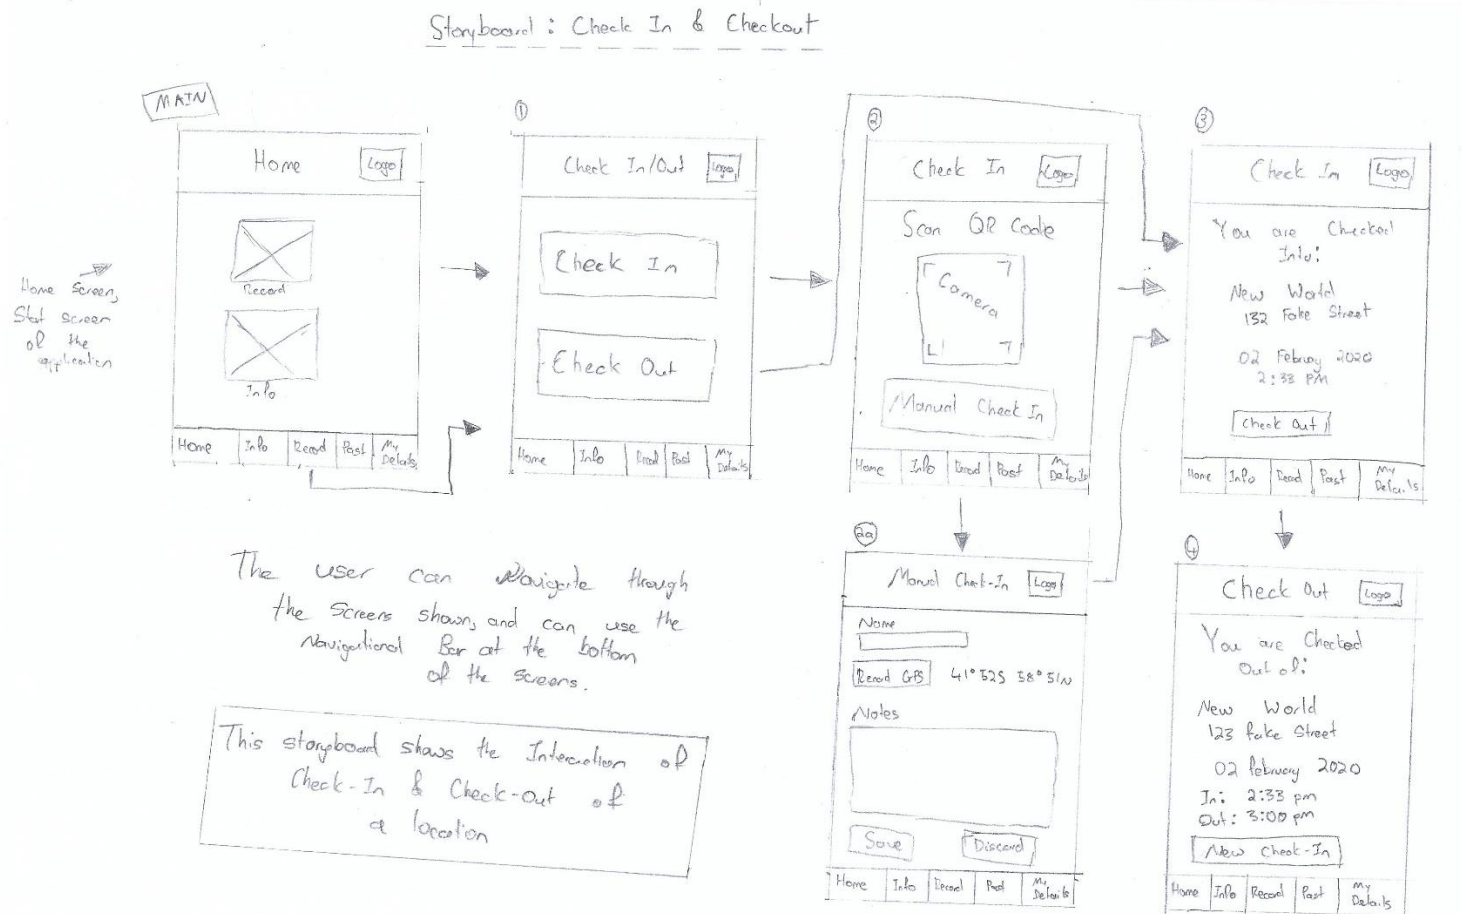 Storyboard: Check In & Checkout
MAIN
Home
Logo
Record
Info
Home Info Record Past My Details
Home Screen,
Start screen
of the
application
1
Check In/Out
Logo
Check In
Check Out
Home Info Record Past My Details
2
Check In
Logo
Scan QR Code
Camera
Manual Check In
Home Info Record Past My Details
3
Check In
Logo
You are Checked
Into:
New World
132 Fake Street
02 February 2020
2:33 PM
Check Out
Home Info Record Past My Details
The user can Navigate through
the Screens shown, and can use the
Navigational Bar at the bottom
of the screens.
This storyboard shows the Interaction of
Check-In & Check-Out of
a location
2a
Manual Check-In
Logo
Name
Record GPS 41° 52S 58° 51N
Notes
Save Discard
Home Info Record Past My Details
4
Check Out
Logo
You are Checked
Out of:
New World
123 fake Street
02 february 2020
In: 2:33 pm
Out: 3:00 pm
New Check-In
Home Info Record Past My Details